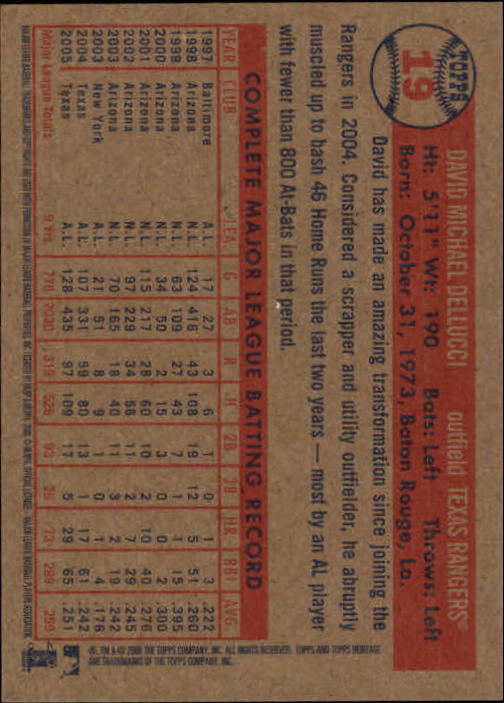 TOPPS
19
DAVID MICHAEL DELLUCCI outfield TEXAS RANGERS
Ht: 5'11" Wt: 190 Bats: Left Throws: Left
Born: October 31, 1973, Baton Rouge, La.
David has made an amazing transformation since joining the
Rangers in 2004. Considered a scrapper and utility outfielder, he abruptly
muscled up to bash 46 Home Runs the last two years — most by an AL player
with fewer than 800 At-Bats in that period.
COMPLETE MAJOR LEAGUE BATTING RECORD
YEAR CLUB LEA. G AB R H 2B 3B HR. RBI AVG.
1997 Baltimore A.L. 17 27 3 6 1 0 1 3 .222
1998 Arizona N.L. 124 416 43 108 19 12 5 51 .260
1999 Arizona N.L. 63 109 27 43 7 1 1 15 .395
2000 Arizona N.L. 34 50 2 15 3 0 0 2 .300
2001 Arizona N.L. 115 217 28 60 10 2 10 40 .276
2002 Arizona N.L. 97 229 34 56 11 2 7 29 .245
2003 Arizona N.L. 70 165 18 40 11 3 2 19 .242
2003 New York A.L. 21 51 8 9 1 0 1 4 .176
2004 Texas A.L. 107 331 59 80 13 1 17 61 .242
2005 Texas A.L. 128 435 97 109 17 5 29 65 .251
Major League Totals 9 Yrs. 776 2030 319 526 93 26 73 289 .259
®, TM & © 2006 THE TOPPS COMPANY, INC. ALL RIGHTS RESERVED. TOPPS AND TOPPS HERITAGE
ARE TRADEMARKS OF THE TOPPS COMPANY, INC.